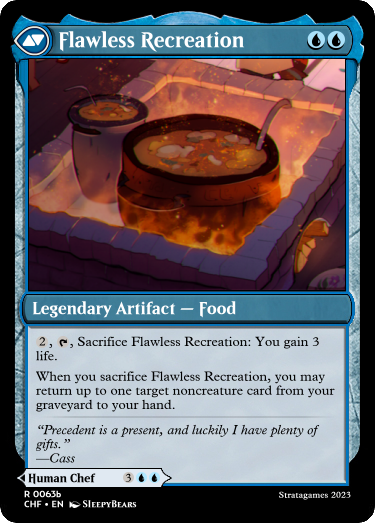 Flawless Recreation
Legendary Artifact — Food
2, , Sacrifice Flawless Recreation: You gain 3
life.
When you sacrifice Flawless Recreation, you may
return up to one target noncreature card from your
graveyard to your hand.
“Precedent is a present, and luckily I have plenty of
gifts.”
—Cass
Human Chef 3
R 0063b
CHF • EN SleepyBears
Stratagames 2023